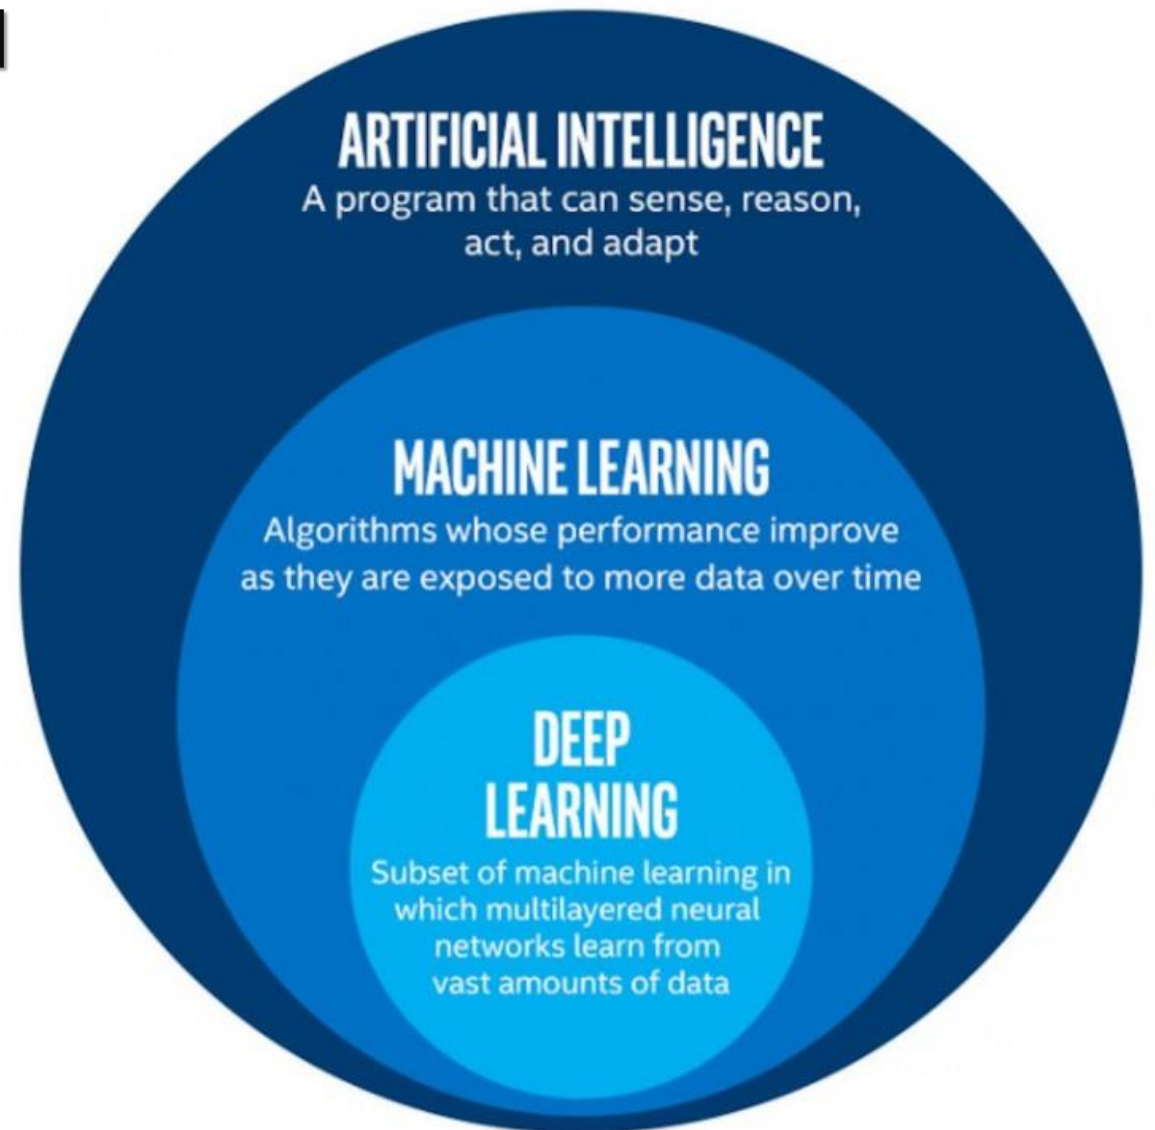 ARTIFICIAL INTELLIGENCE
A program that can sense, reason,
act, and adapt
MACHINE LEARNING
Algorithms whose performance improve
as they are exposed to more data over time
DEEP
LEARNING
Subset of machine learning in
which multilayered neural
networks learn from
vast amounts of data